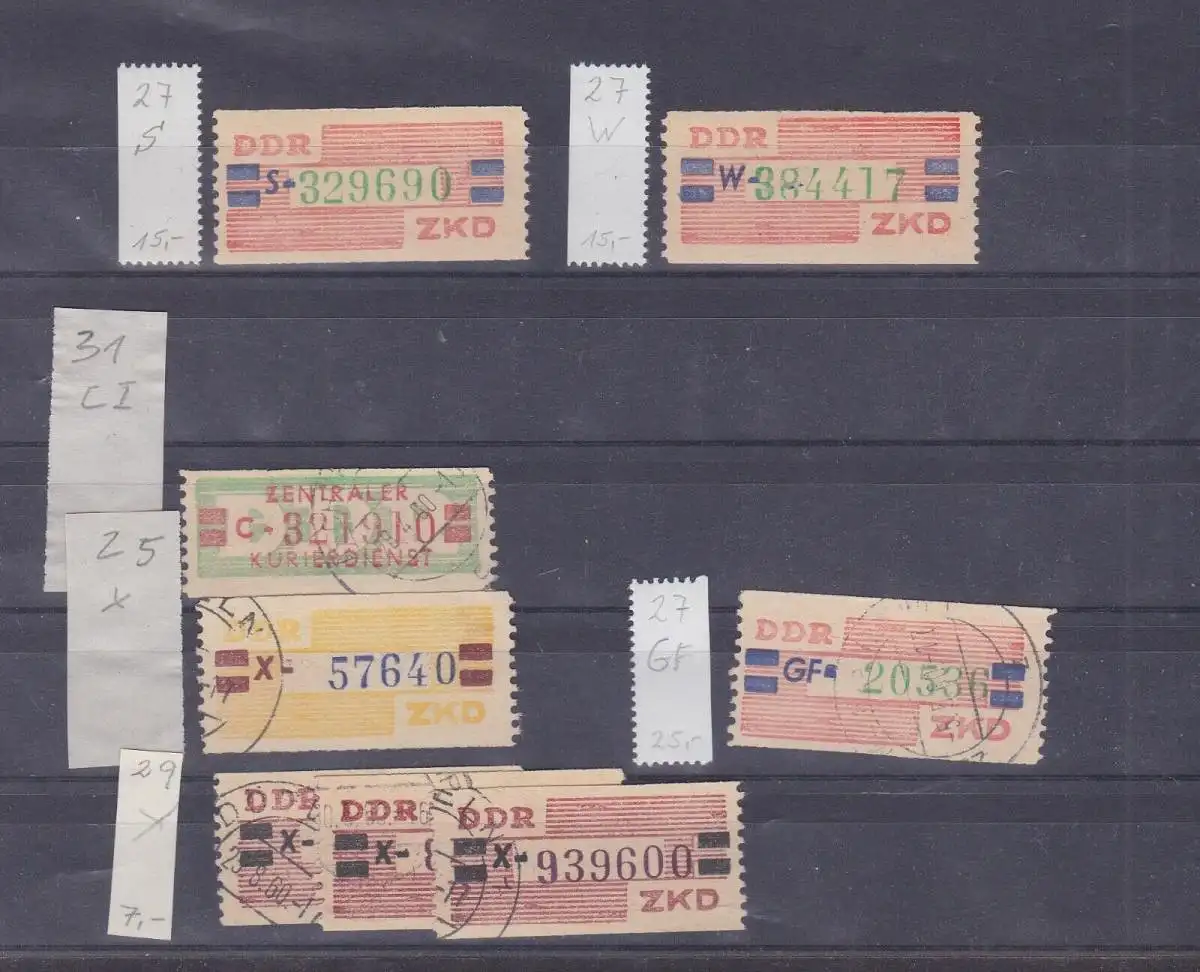 27
S
15,-
DDR
S-329690
ZKD
27
W
15,-
DDR
W-384417
ZKD
31
C I
ZENTRALER
C-321910
KURIERDIENST
25
X
DDR
X- 57640
ZKD
27
GF
25,-
DDR
GF- 20536
ZKD
29
X
7,-
DDR
X-
DDR
X-
DDR
X-939600
ZKD